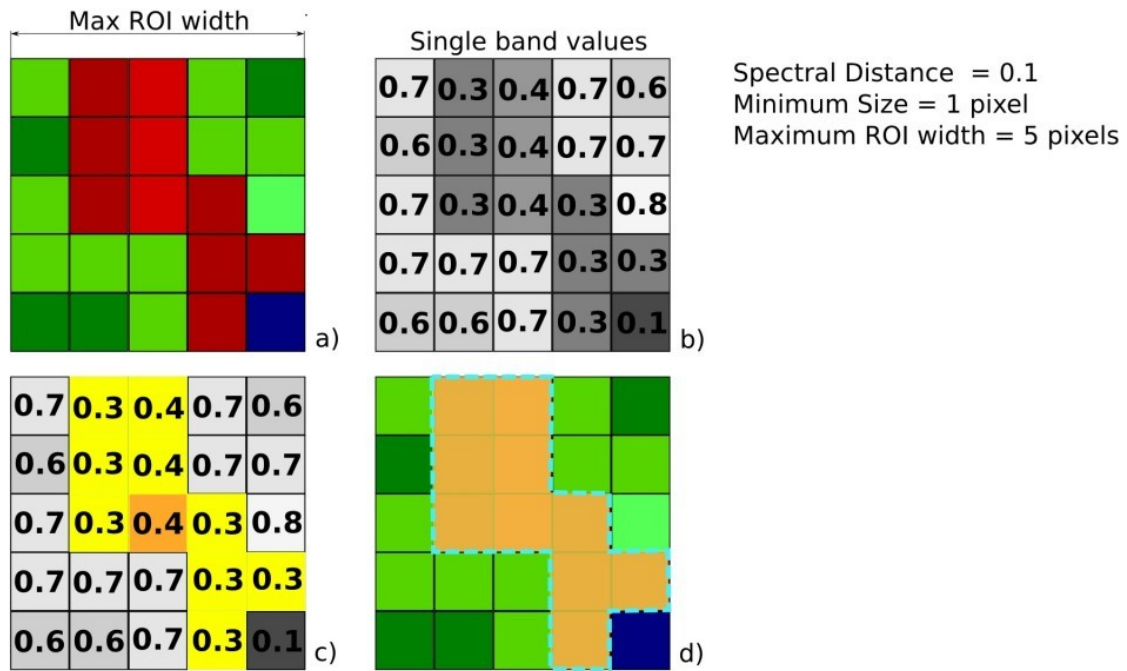 Max ROI width
Single band values
0.7 0.3 0.4 0.7 0.6
0.6 0.3 0.4 0.7 0.7
0.7 0.3 0.4 0.3 0.8
0.7 0.7 0.7 0.3 0.3
0.6 0.6 0.7 0.3 0.1
a)
b)
Spectral Distance = 0.1
Minimum Size = 1 pixel
Maximum ROI width = 5 pixels
0.7 0.3 0.4 0.7 0.6
0.6 0.3 0.4 0.7 0.7
0.7 0.3 0.4 0.3 0.8
0.7 0.7 0.7 0.3 0.3
0.6 0.6 0.7 0.3 0.1
c)
d)